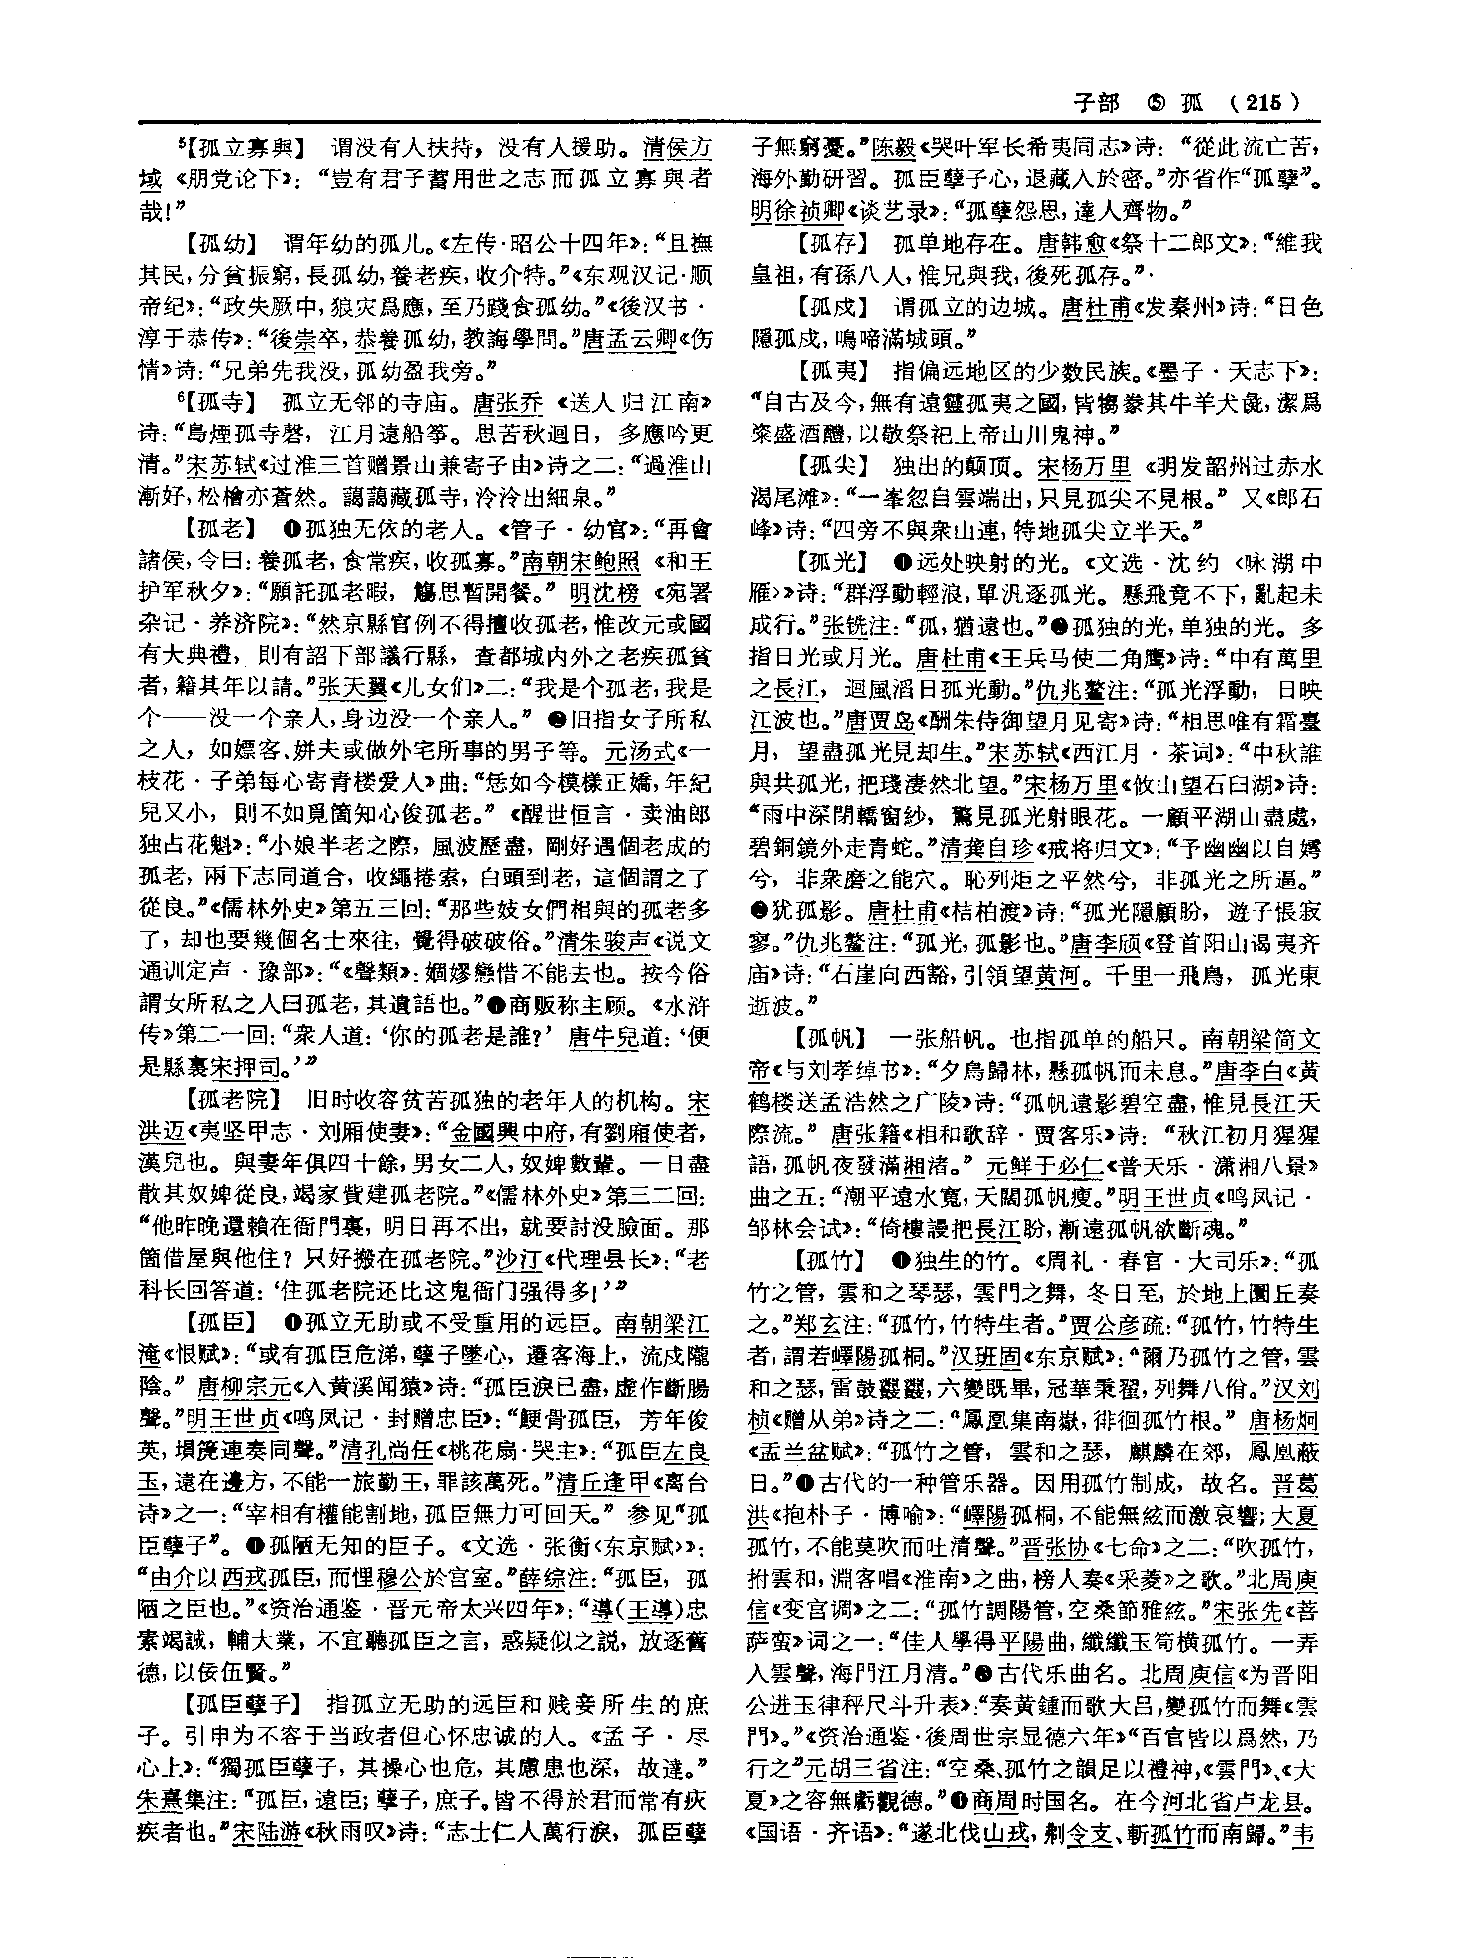 子部 ⑤ 孤 （215）
⁵【孤立寡與】 谓没有人扶持，没有人援助。清侯方
域《朋党论下》：“豈有君子蓄用世之志而孤立寡與者
哉！”
【孤幼】 谓年幼的孤儿。《左传·昭公十四年》：“且撫
其民，分貧振窮，長孤幼，養老疾，收介特。”《东观汉记·顺
帝纪》：“政失厥中，狼灾爲應，至乃踐食孤幼。”《後汉书·
淳于恭传》：“後崇卒，恭養孤幼，教誨學問。”唐孟云卿《伤
情》诗：“兄弟先我没，孤幼盈我旁。”
⁶【孤寺】 孤立无邻的寺庙。唐张乔《送人归江南》
诗：“島煙孤寺磬，江月遠船筝。思苦秋迴日，多應吟更
清。”宋苏轼《过淮三首赠景山兼寄子由》诗之二：“過淮山
漸好，松檜亦蒼然。藹藹藏孤寺，泠泠出細泉。”
【孤老】 ❶孤独无依的老人。《管子·幼官》：“再會
諸侯，令曰：養孤老，食常疾，收孤寡。”南朝宋鲍照《和王
护军秋夕》：“願託孤老暇，觴思暫開餐。”明沈榜《宛署
杂记·养济院》：“然京縣官例不得擅收孤老，惟改元或國
有大典禮，則有詔下部議行縣，查都城内外之老疾孤貧
者，籍其年以請。”张天翼《儿女们》二：“我是个孤老，我是
个——没一个亲人，身边没一个亲人。”❷旧指女子所私
之人，如嫖客、姘夫或做外宅所事的男子等。元汤式《一
枝花·子弟每心寄青楼爱人》曲：“恁如今模樣正嬌，年紀
兒又小，則不如覓箇知心俊孤老。”《醒世恒言·卖油郎
独占花魁》：“小娘半老之際，風波歷盡，剛好遇個老成的
孤老，兩下志同道合，收繩捲索，白頭到老，這個謂之了
從良。”《儒林外史》第五三回：“那些妓女們相與的孤老多
了，却也要幾個名士來往，覺得破破俗。”清朱骏声《说文
通训定声·豫部》：“《聲類》：婟嫪戀惜不能去也。按今俗
謂女所私之人曰孤老，其遺語也。”❸商贩称主顾。《水浒
传》第二一回：“衆人道：‘你的孤老是誰？’唐牛兒道：‘便
是縣裏宋押司。’”
【孤老院】 旧时收容贫苦孤独的老年人的机构。宋
洪迈《夷坚甲志·刘厢使妻》：“金國興中府，有劉廂使者，
漢兒也。與妻年俱四十餘，男女二人，奴婢數輩。一日盡
散其奴婢從良，竭家貲建孤老院。”《儒林外史》第三二回：
“他昨晚還賴在衙門裏，明日再不出，就要討没臉面。那
箇借屋與他住？只好搬在孤老院。”沙汀《代理县长》：“老
科长回答道：‘住孤老院还比这鬼衙门强得多！’”
【孤臣】 ❶孤立无助或不受重用的远臣。南朝梁江
淹《恨赋》：“或有孤臣危涕，孽子墜心，遷客海上，流戍隴
陰。”唐柳宗元《入黄溪闻猿》诗：“孤臣淚已盡，虚作斷腸
聲。”明王世贞《鸣凤记·封赠忠臣》：“鯁骨孤臣，芳年俊
英，塤篪連奏同聲。”清孔尚任《桃花扇·哭主》：“孤臣左良
玉，遠在邊方，不能一旅勤王，罪該萬死。”清丘逢甲《离台
诗》之一：“宰相有權能割地，孤臣無力可回天。”参见“孤
臣孽子”。❷孤陋无知的臣子。《文选·张衡〈东京赋〉》：
“由介以西戎孤臣，而悝穆公於宫室。”薛综注：“孤臣，孤
陋之臣也。”《资治通鉴·晋元帝太兴四年》：“導（王導）忠
素竭誠，輔大業，不宜聽孤臣之言，惑疑似之説，放逐舊
德，以佞伍賢。”
【孤臣孽子】 指孤立无助的远臣和贱妾所生的庶
子。引申为不容于当政者但心怀忠诚的人。《孟子·尽
心上》：“獨孤臣孽子，其操心也危，其慮患也深，故達。”
朱熹集注：“孤臣，遠臣；孽子，庶子。皆不得於君而常有疢
疾者也。”宋陆游《秋雨叹》诗：“志士仁人萬行淚，孤臣孽
子無窮憂。”陈毅《哭叶军长希夷同志》诗：“從此流亡苦，
海外勤研習。孤臣孽子心，退藏入於密。”亦省作“孤孽”。
明徐祯卿《谈艺录》：“孤孽怨思，達人齊物。”
【孤存】 孤单地存在。唐韩愈《祭十二郎文》：“維我
皇祖，有孫八人，惟兄與我，後死孤存。”
【孤戍】 谓孤立的边城。唐杜甫《发秦州》诗：“日色
隱孤戍，鳴啼滿城頭。”
【孤夷】 指偏远地区的少数民族。《墨子·天志下》：
“自古及今，無有遠靈孤夷之國，皆犓豢其牛羊犬彘，潔爲
粢盛酒醴，以敬祭祀上帝山川鬼神。”
【孤尖】 独出的颠顶。宋杨万里《明发韶州过赤水
渴尾滩》：“一峯忽自雲端出，只見孤尖不見根。”又《郎石
峰》诗：“四旁不與衆山連，特地孤尖立半天。”
【孤光】 ❶远处映射的光。《文选·沈约〈咏湖中
雁〉》诗：“群浮動輕浪，單汎逐孤光。懸飛竟不下，亂起未
成行。”张铣注：“孤，猶遠也。”❷孤独的光，单独的光。多
指日光或月光。唐杜甫《王兵马使二角鹰》诗：“中有萬里
之長江，迴風滔日孤光動。”仇兆鳌注：“孤光浮動，日映
江波也。”唐贾岛《酬朱侍御望月见寄》诗：“相思唯有霜臺
月，望盡孤光見却生。”宋苏轼《西江月·茶词》：“中秋誰
與共孤光，把琖淒然北望。”宋杨万里《攸山望石臼湖》诗：
“雨中深閉轎窗紗，驚見孤光射眼花。一顧平湖山盡處，
碧銅鏡外走青蛇。”清龚自珍《戒将归文》：“予幽幽以自嫮
兮，非衆磨之能穴。恥列炬之平然兮，非孤光之所逼。”
❸犹孤影。唐杜甫《桔柏渡》诗：“孤光隱顧盼，遊子悵寂
寥。”仇兆鳌注：“孤光，孤影也。”唐李颀《登首阳山谒夷齐
庙》诗：“石崖向西豁，引領望黄河。千里一飛鳥，孤光東
逝波。”
【孤帆】 一张船帆。也指孤单的船只。南朝梁简文
帝《与刘孝绰书》：“夕鳥歸林，懸孤帆而未息。”唐李白《黄
鹤楼送孟浩然之广陵》诗：“孤帆遠影碧空盡，惟見長江天
際流。”唐张籍《相和歌辞·贾客乐》诗：“秋江初月猩猩
語，孤帆夜發滿湘渚。”元鲜于必仁《普天乐·潇湘八景》
曲之五：“潮平遠水寬，天闊孤帆瘦。”明王世贞《鸣凤记·
邹林会试》：“倚樓謾把長江盼，漸遠孤帆欲斷魂。”
【孤竹】 ❶独生的竹。《周礼·春官·大司乐》：“孤
竹之管，雲和之琴瑟，雲門之舞，冬日至，於地上圜丘奏
之。”郑玄注：“孤竹，竹特生者。”贾公彦疏：“孤竹，竹特生
者，謂若嶧陽孤桐。”汉班固《东京赋》：“爾乃孤竹之管，雲
和之瑟，雷鼓鼝鼝，六變既畢，冠華秉翟，列舞八佾。”汉刘
桢《赠从弟》诗之二：“鳳凰集南嶽，徘徊孤竹根。”唐杨炯
《盂兰盆赋》：“孤竹之管，雲和之瑟，麒麟在郊，鳳凰蔽
日。”❷古代的一种管乐器。因用孤竹制成，故名。晋葛
洪《抱朴子·博喻》：“嶧陽孤桐，不能無絃而激哀響；大夏
孤竹，不能莫吹而吐清聲。”晋张协《七命》之二：“吹孤竹，
拊雲和，淵客唱《淮南》之曲，榜人奏《采菱》之歌。”北周庾
信《变宫调》之二：“孤竹調陽管，空桑節雅絃。”宋张先《菩
萨蛮》词之一：“佳人學得平陽曲，纖纖玉筍横孤竹。一弄
入雲聲，海門江月清。”❸古代乐曲名。北周庾信《为晋阳
公进玉律秤尺斗升表》：“奏黄鍾而歌大吕，變孤竹而舞《雲
門》。”《资治通鉴·後周世宗显德六年》“百官皆以爲然，乃
行之”元胡三省注：“空桑、孤竹之韻足以禮神，《雲門》、《大
夏》之容無虧觀德。”❹商周时国名。在今河北省卢龙县。
《国语·齐语》：“遂北伐山戎，刜令支、斬孤竹而南歸。”韦